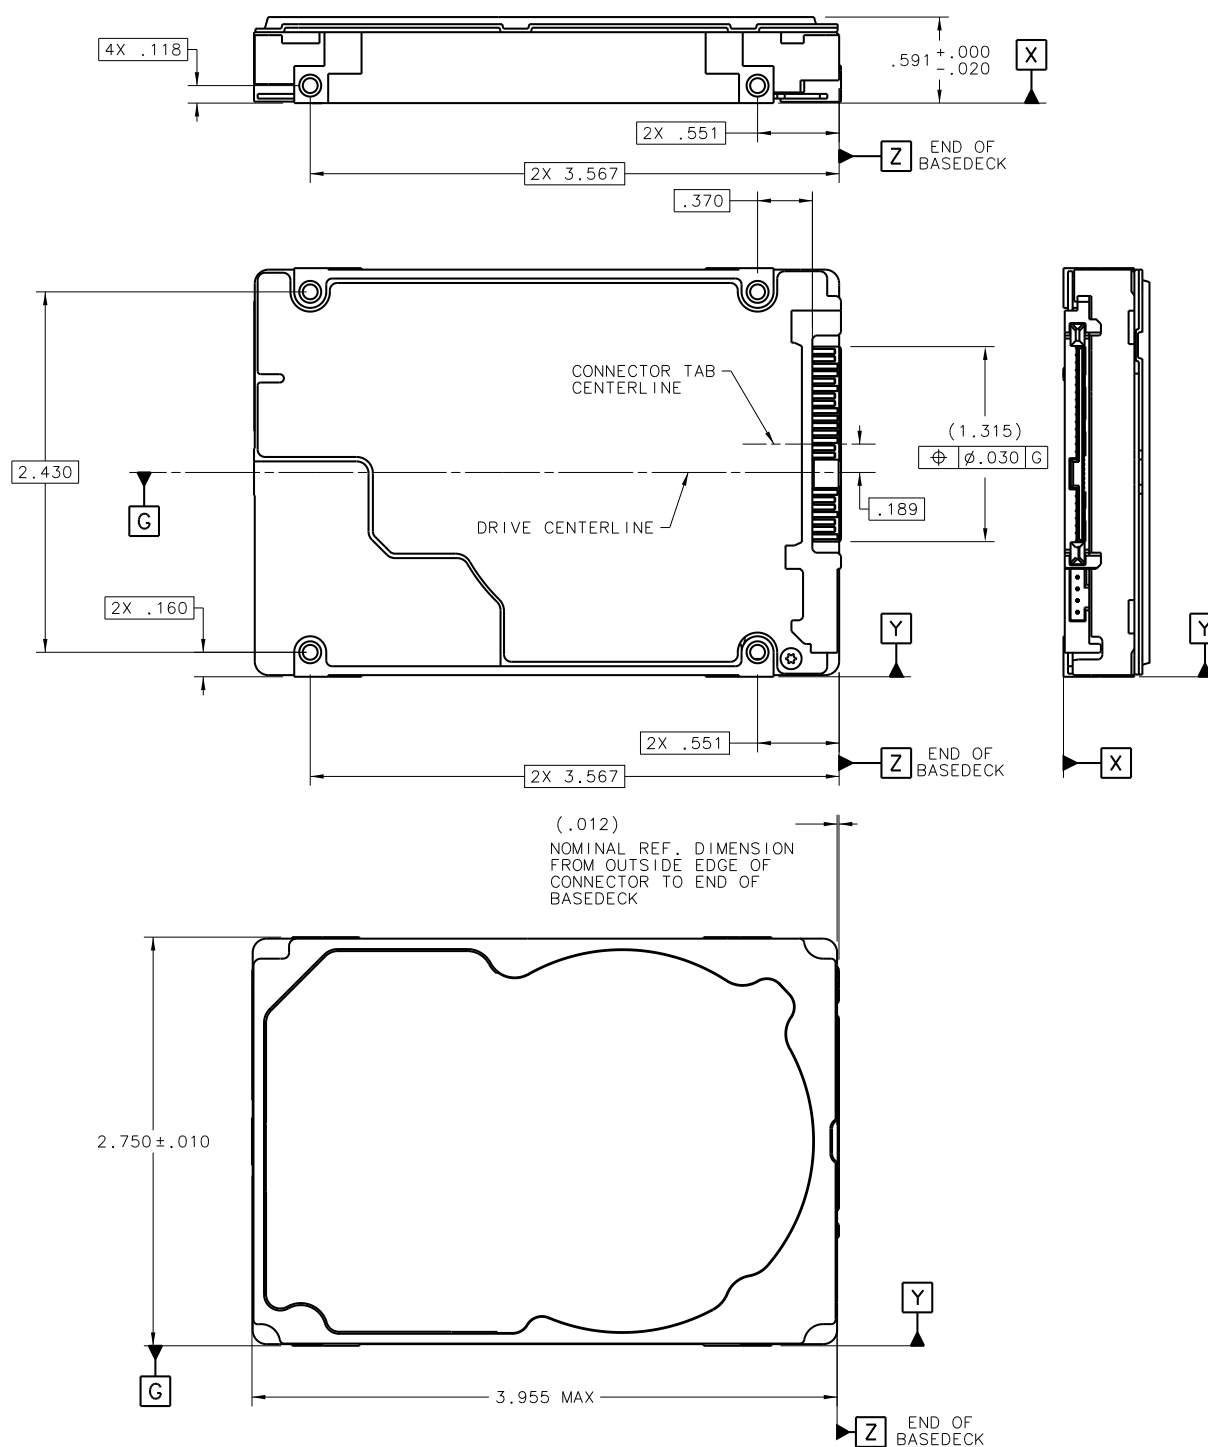 4X .118
.591 +.000
-.020
X
2X .551
Z END OF
BASEDECK
2X 3.567
.370
CONNECTOR TAB
CENTERLINE
(1.315)
⌖ ⌀.030 G
2.430
G
.189
DRIVE CENTERLINE
2X .160
Y
Y
2X .551
Z END OF
BASEDECK
X
2X 3.567
(.012)
NOMINAL REF. DIMENSION
FROM OUTSIDE EDGE OF
CONNECTOR TO END OF
BASEDECK
2.750±.010
Y
G
3.955 MAX
Z END OF
BASEDECK